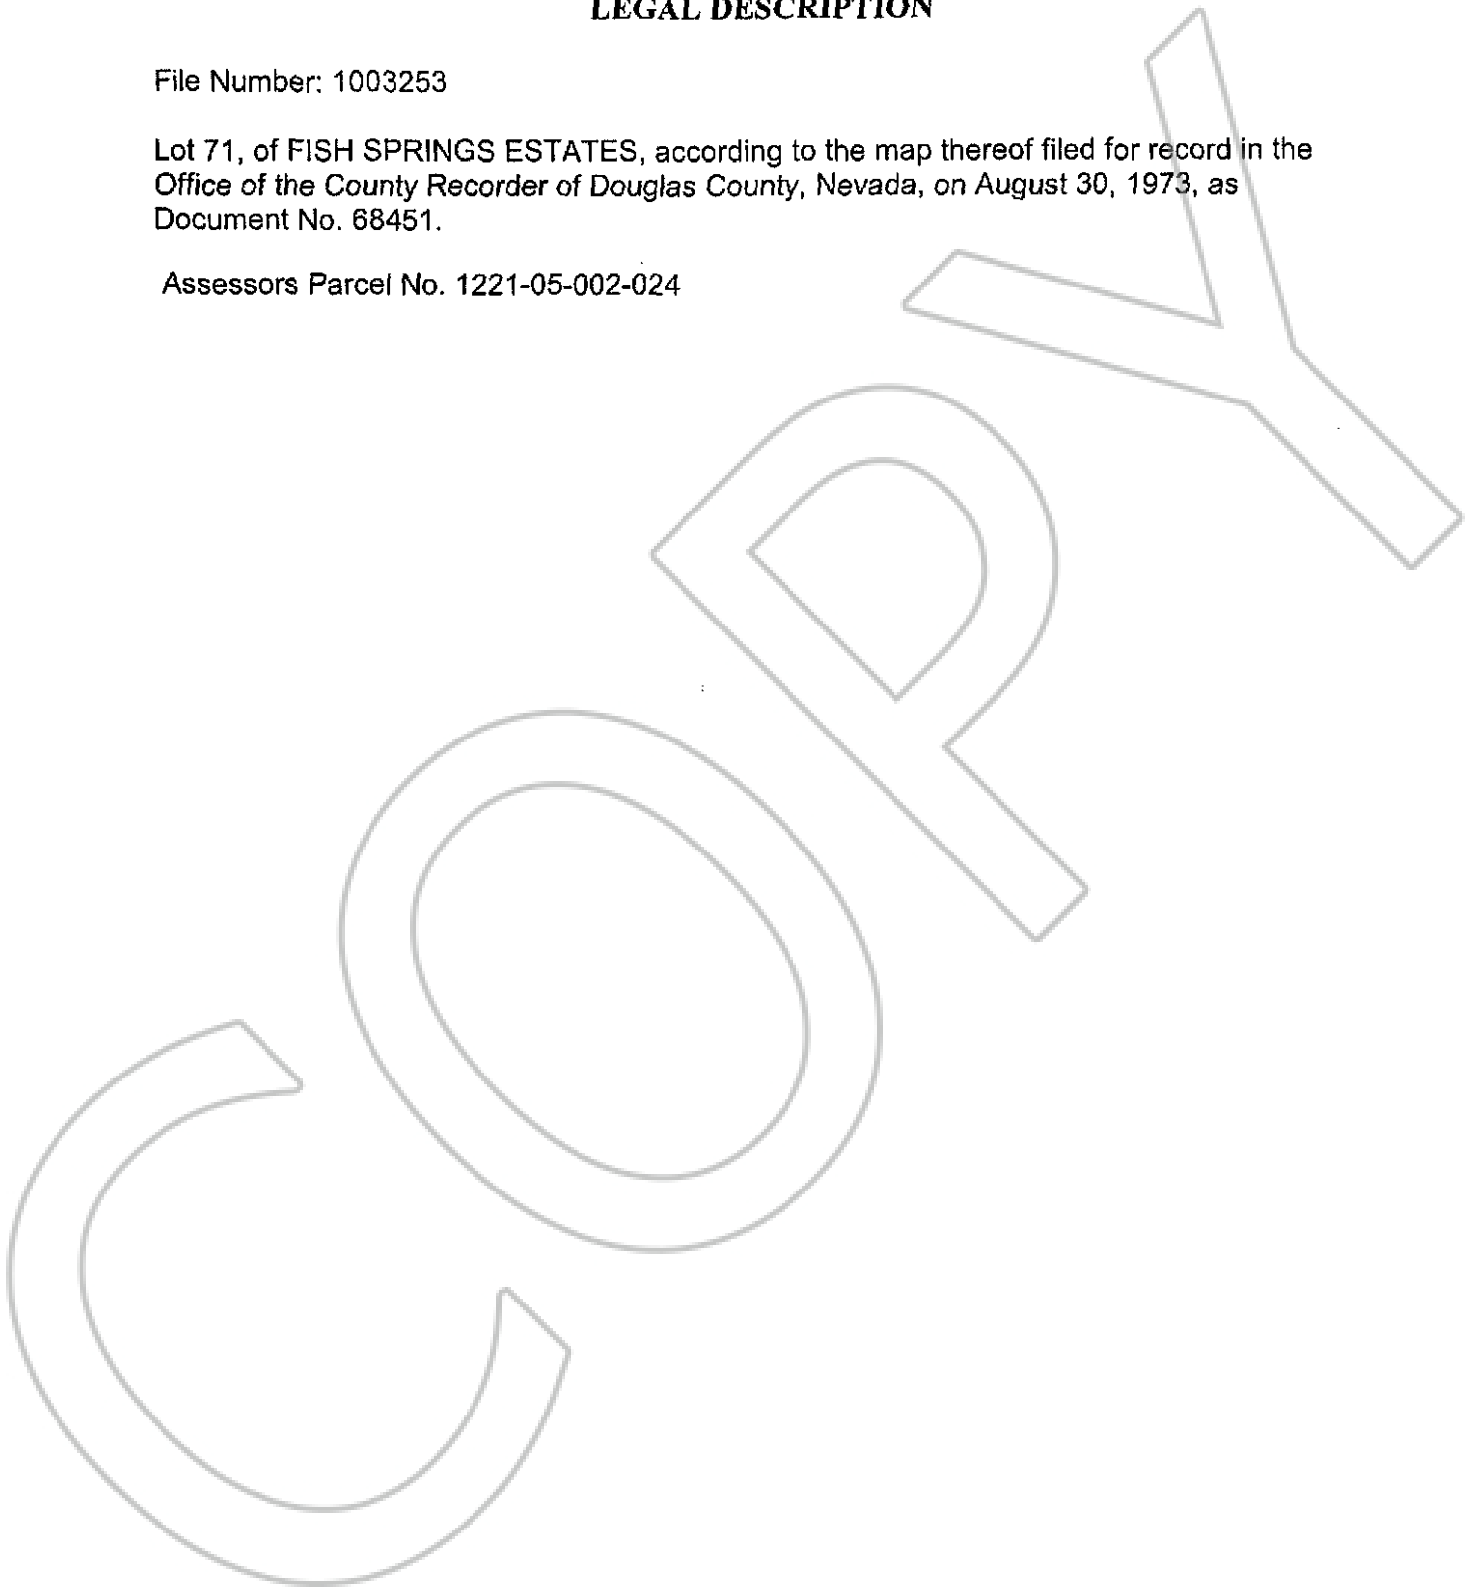 LEGAL DESCRIPTION
File Number: 1003253
Lot 71, of FISH SPRINGS ESTATES, according to the map thereof filed for record in the
Office of the County Recorder of Douglas County, Nevada, on August 30, 1973, as
Document No. 68451.
Assessors Parcel No. 1221-05-002-024
COPY